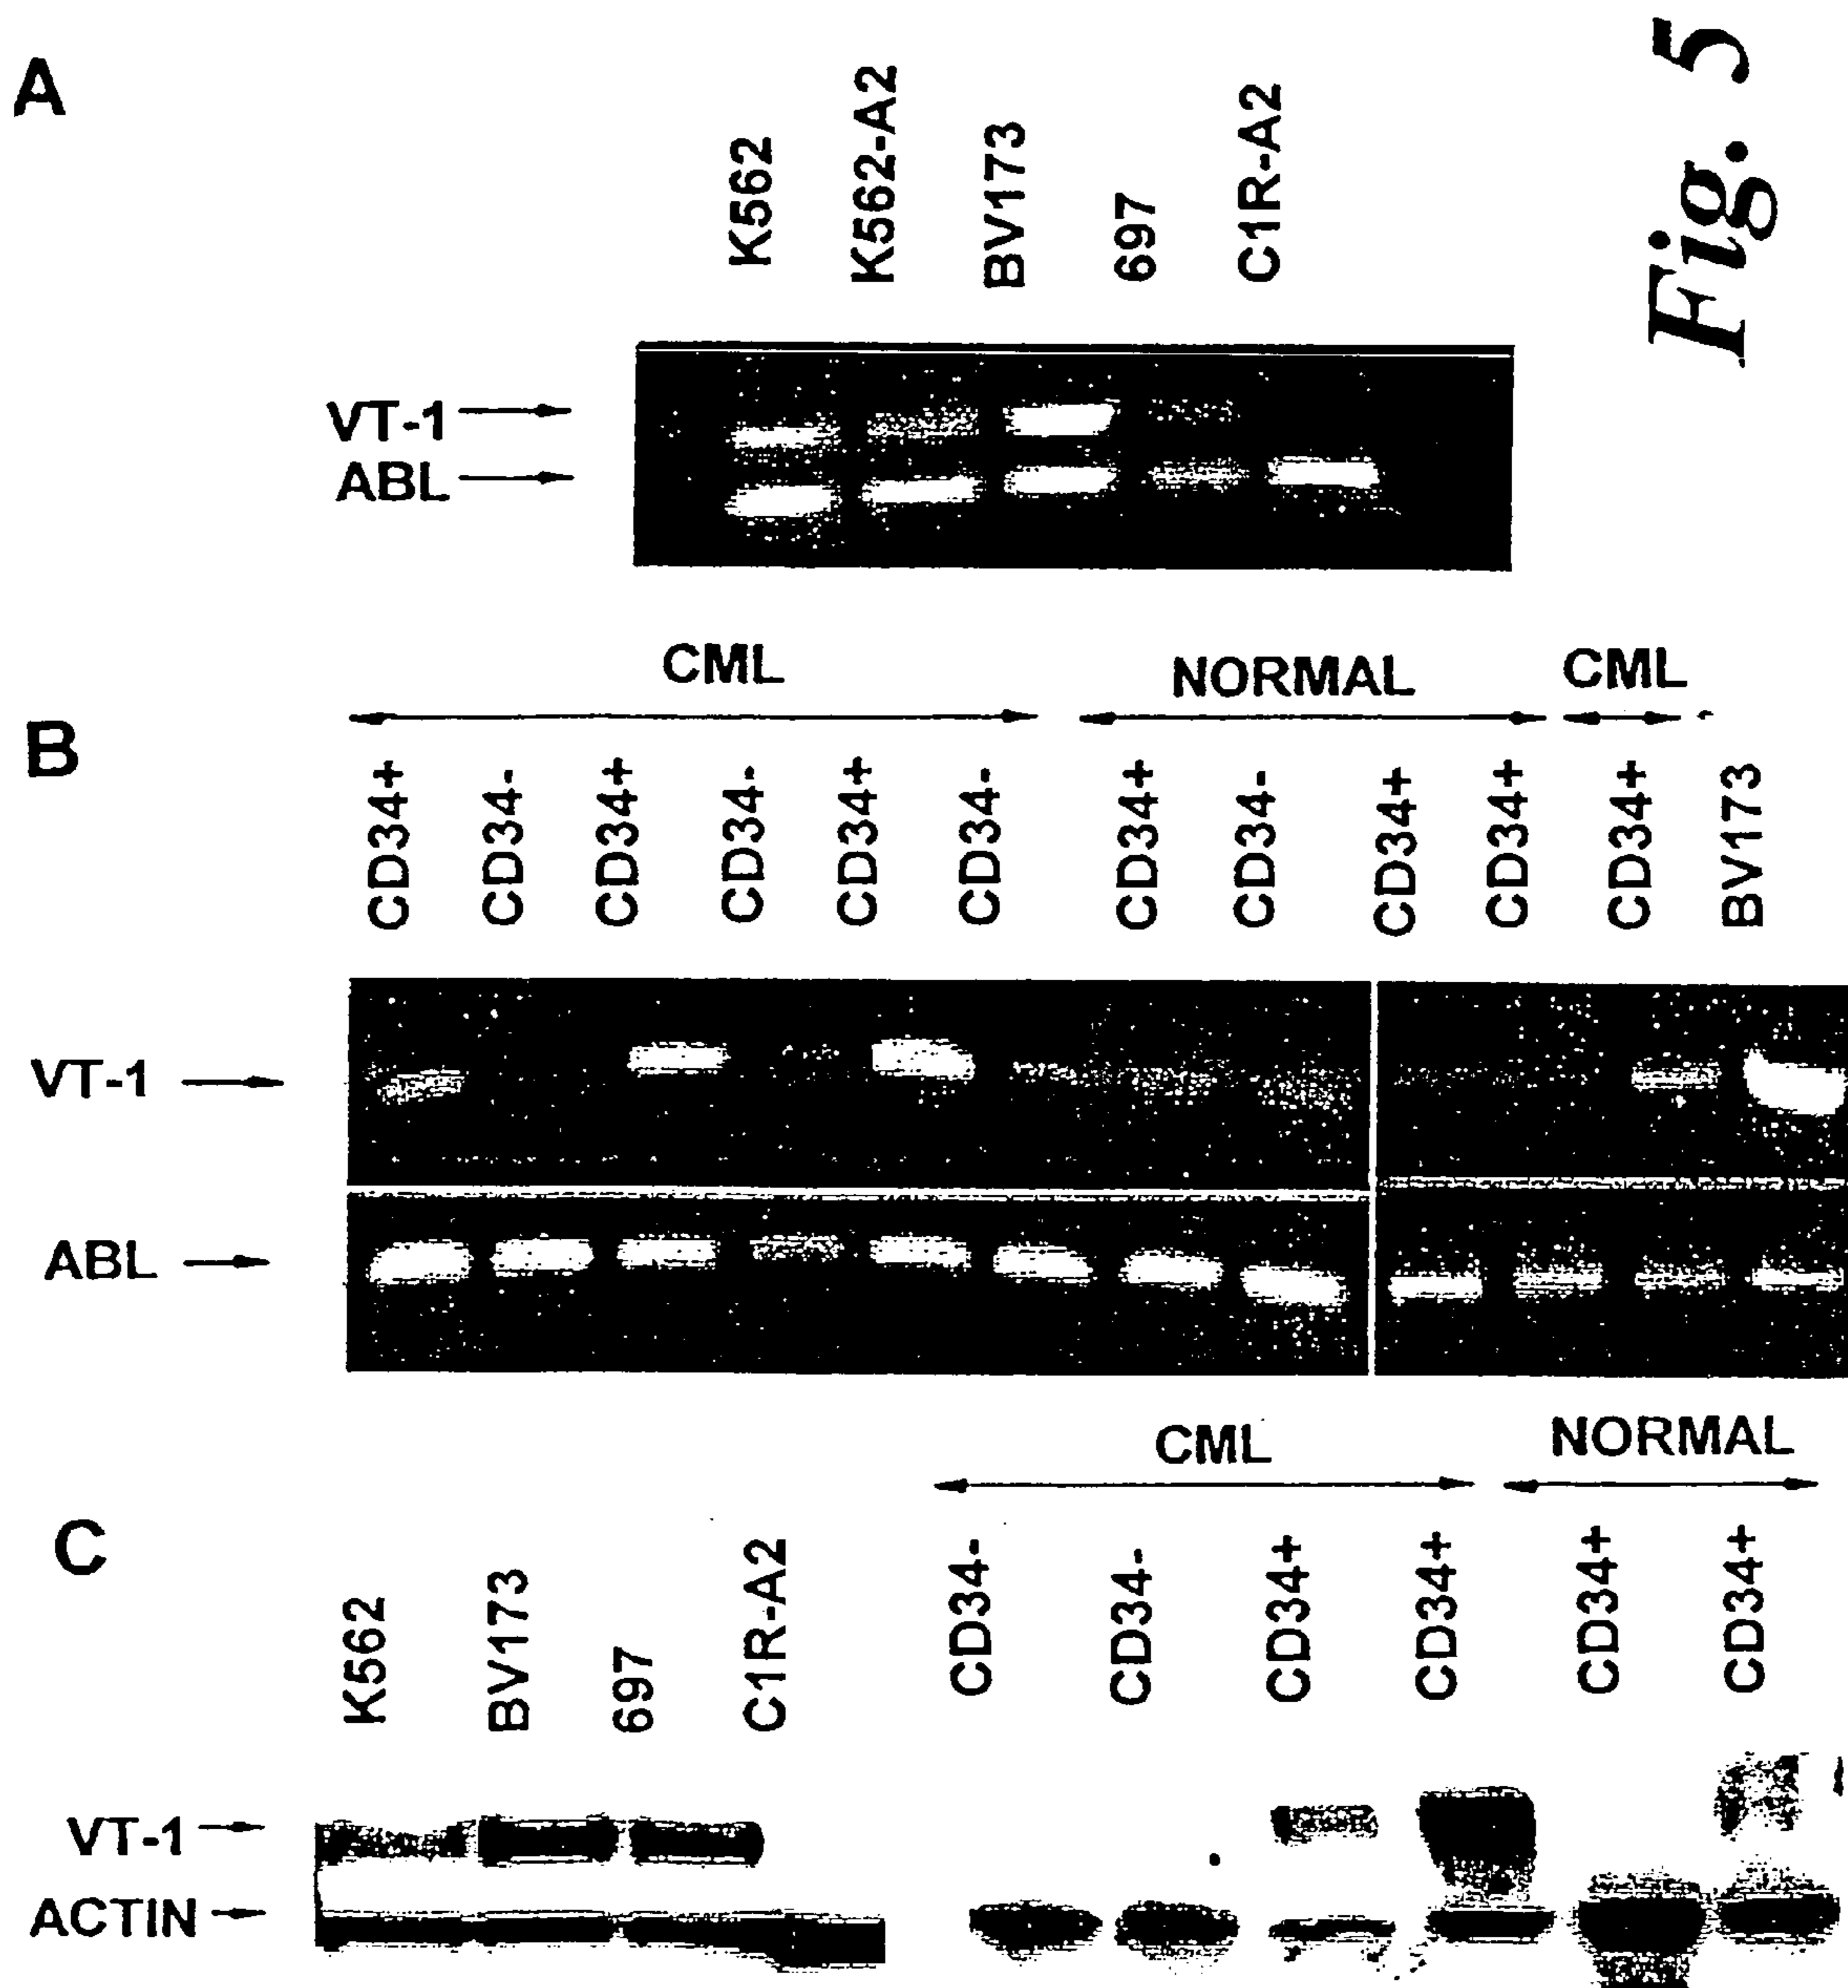 Fig. 5
A
K562
K562-A2
BV173
697
C1R-A2
VT-1
ABL
B
CML
NORMAL
CML
CD34+
CD34-
CD34+
CD34-
CD34+
CD34-
CD34+
CD34-
CD34+
CD34+
CD34+
BV173
VT-1
ABL
C
CML
NORMAL
K562
BV173
697
C1R-A2
CD34-
CD34-
CD34+
CD34+
CD34+
CD34+
VT-1
ACTIN